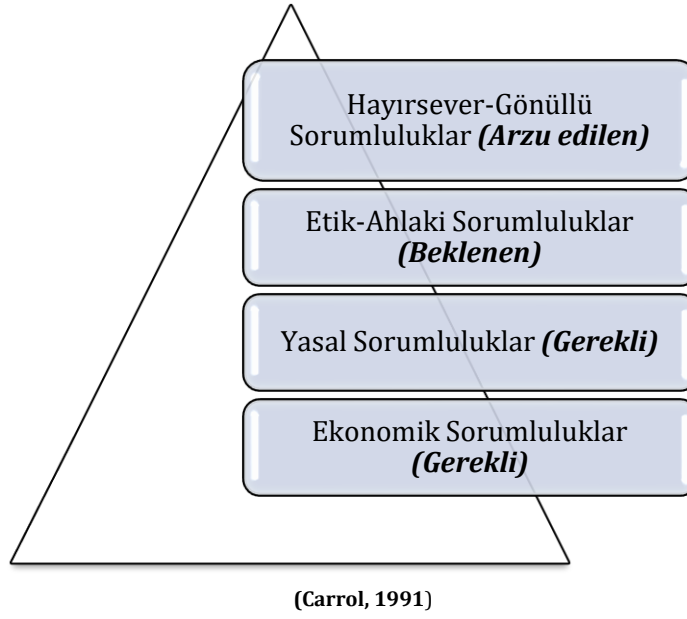 Hayırsever-Gönüllü
Sorumluluklar (Arzu edilen)
Etik-Ahlaki Sorumluluklar
(Beklenen)
Yasal Sorumluluklar (Gerekli)
Ekonomik Sorumluluklar
(Gerekli)
(Carrol, 1991)